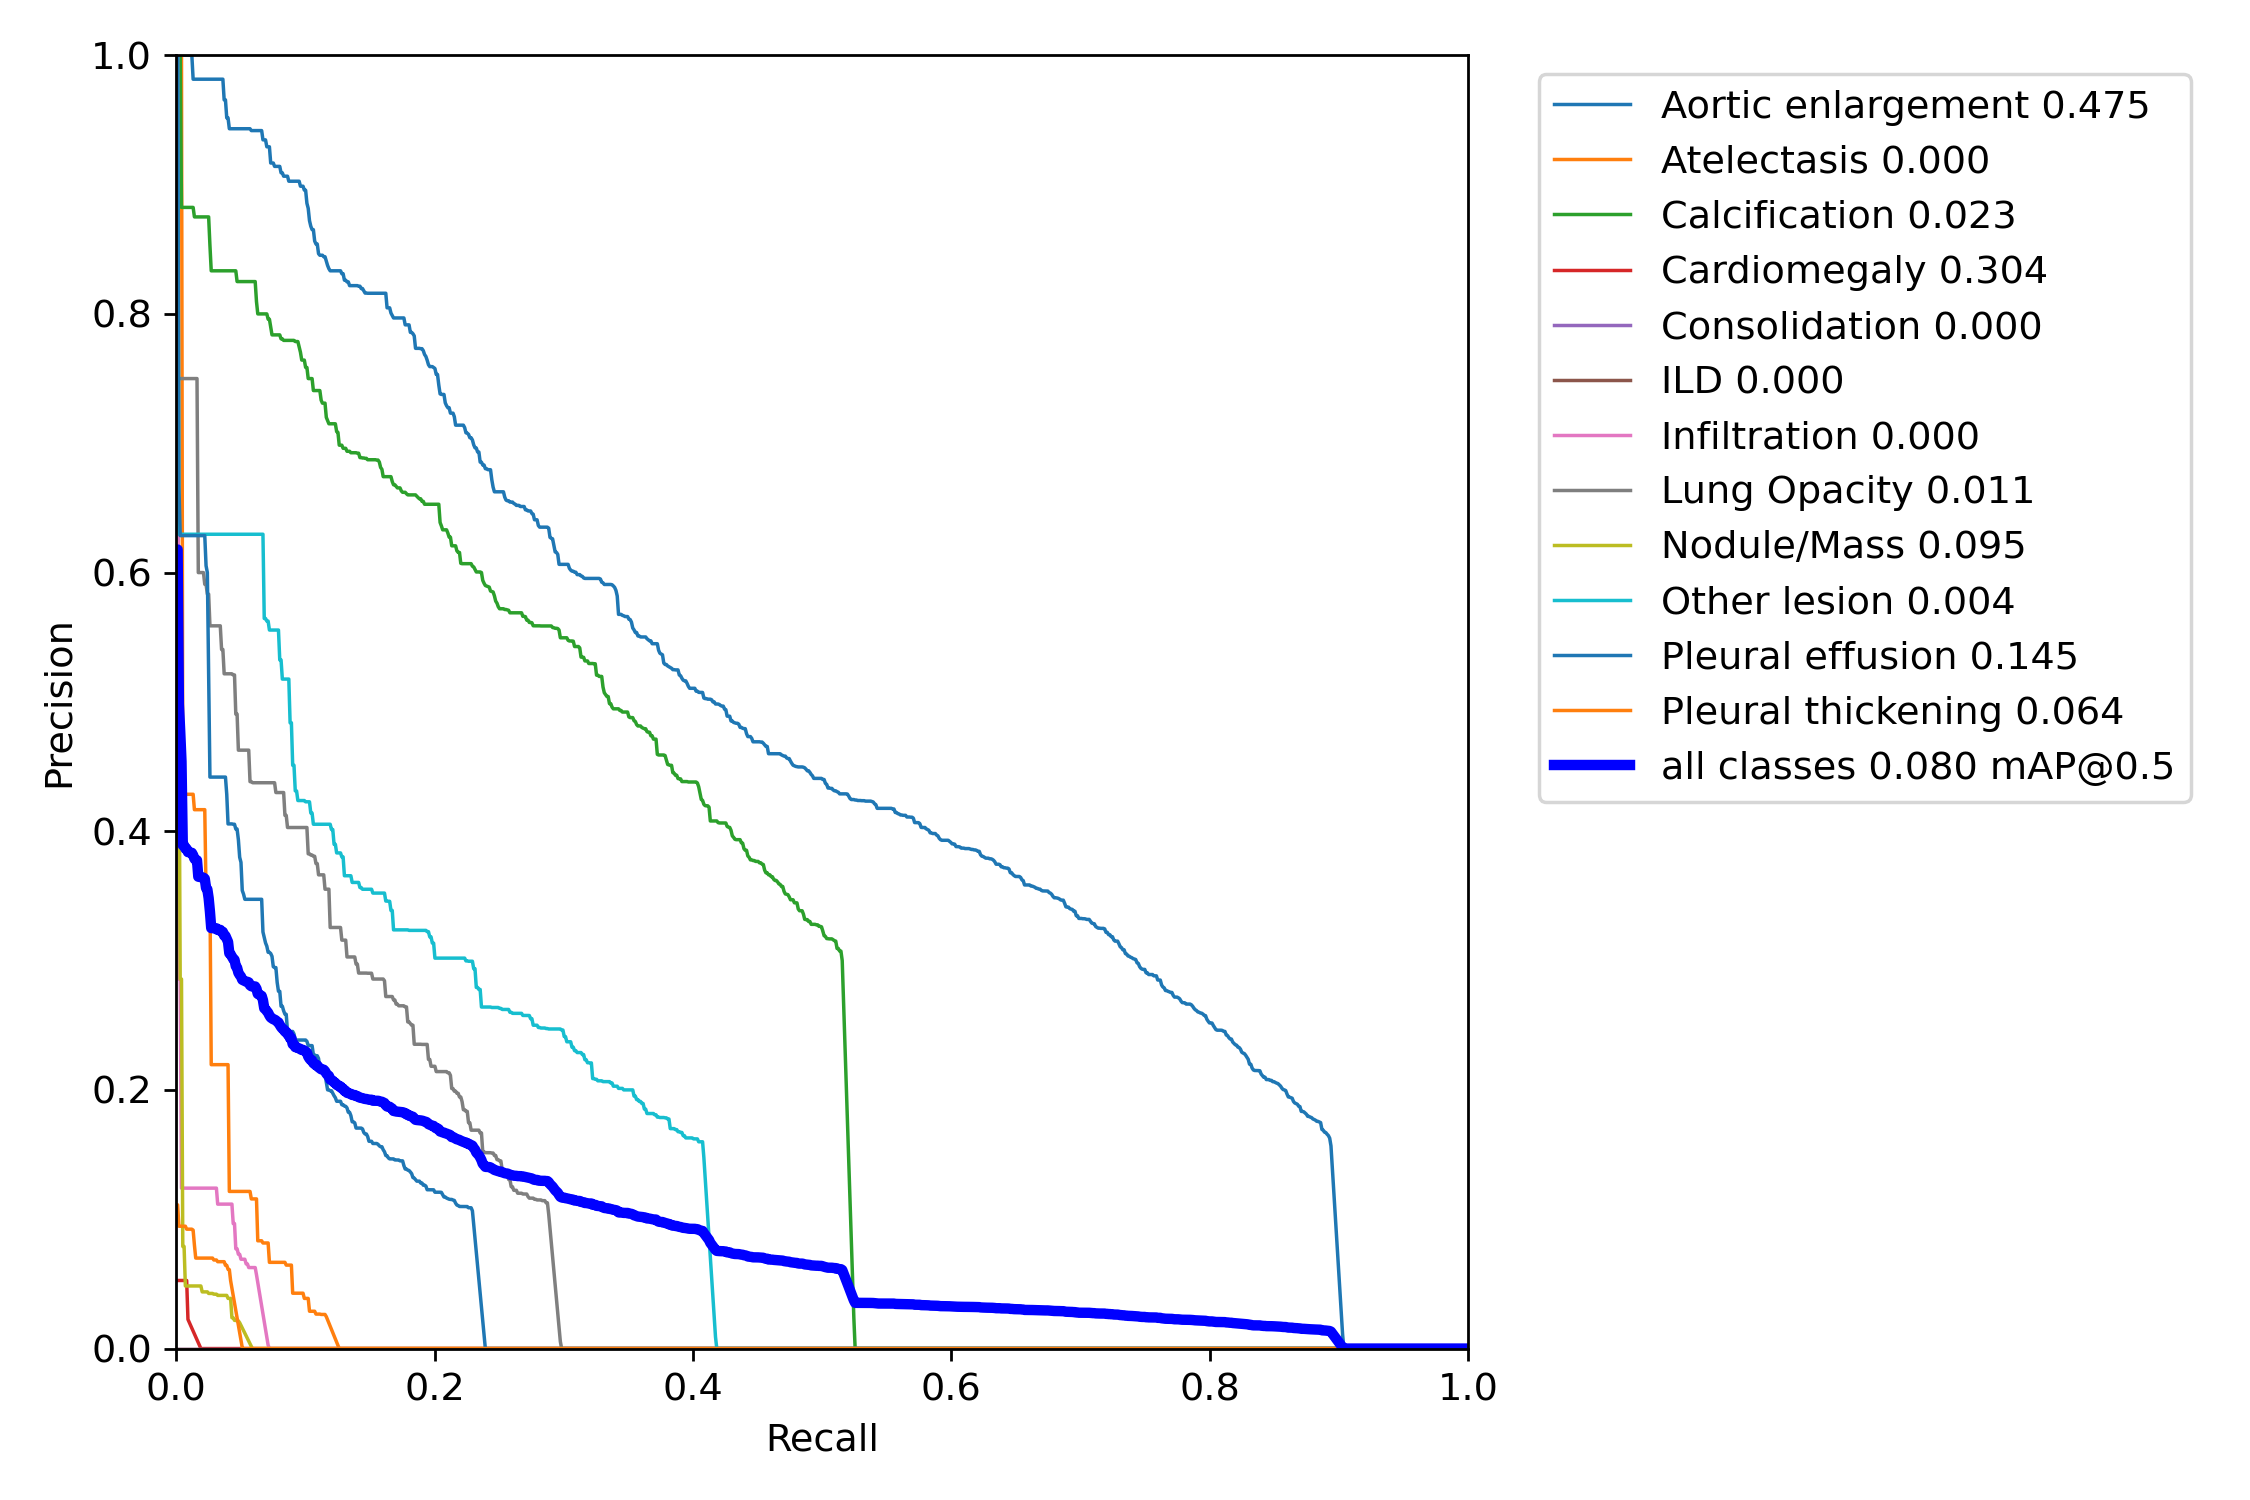 1.0
0.8
0.6
0.4
0.2
0.0
Precision
0.0 0.2 0.4 0.6 0.8 1.0
Recall
Aortic enlargement 0.475
Atelectasis 0.000
Calcification 0.023
Cardiomegaly 0.304
Consolidation 0.000
ILD 0.000
Infiltration 0.000
Lung Opacity 0.011
Nodule/Mass 0.095
Other lesion 0.004
Pleural effusion 0.145
Pleural thickening 0.064
all classes 0.080 mAP@0.5